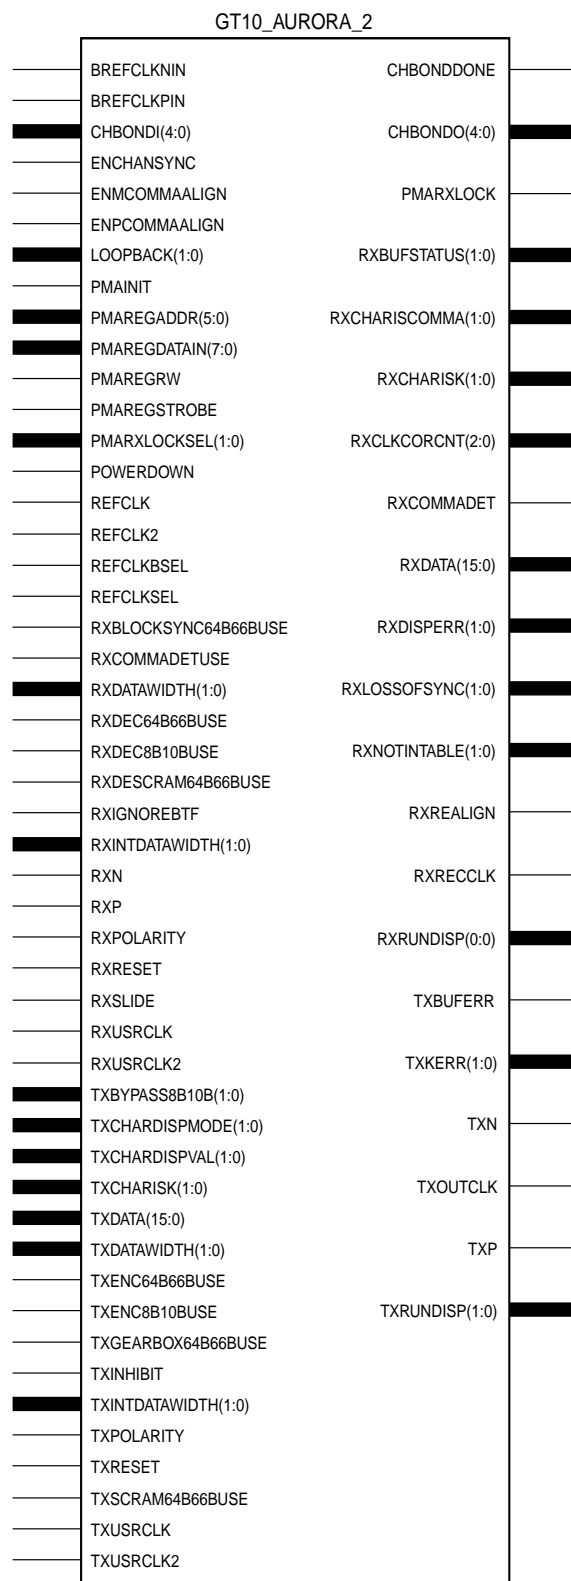 GT10_AURORA_2
BREFCLKNIN
CHBONDDONE
BREFCLKPIN
CHBONDI(4:0)
CHBONDO(4:0)
ENCHANSYNC
ENMCOMMAALIGN
PMARXLOCK
ENPCOMMAALIGN
LOOPBACK(1:0)
RXBUFSTATUS(1:0)
PMAINIT
PMAREGADDR(5:0)
RXCHARISCOMMA(1:0)
PMAREGDATAIN(7:0)
PMAREGRW
RXCHARISK(1:0)
PMAREGSTROBE
PMARXLOCKSEL(1:0)
RXCLKCORCNT(2:0)
POWERDOWN
REFCLK
RXCOMMADET
REFCLK2
REFCLKBSEL
RXDATA(15:0)
REFCLKSEL
RXBLOCKSYNC64B66BUSE
RXDISPERR(1:0)
RXCOMMADETUSE
RXDATAWIDTH(1:0)
RXLOSSOFSYNC(1:0)
RXDEC64B66BUSE
RXDEC8B10BUSE
RXNOTINTABLE(1:0)
RXDESCRAM64B66BUSE
RXIGNOREBTF
RXREALIGN
RXINTDATAWIDTH(1:0)
RXN
RXRECCLK
RXP
RXPOLARITY
RXRUNDISP(0:0)
RXRESET
RXSLIDE
TXBUFERR
RXUSRCLK
RXUSRCLK2
TXKERR(1:0)
TXBYPASS8B10B(1:0)
TXCHARDISPMODE(1:0)
TXN
TXCHARDISPVAL(1:0)
TXCHARISK(1:0)
TXOUTCLK
TXDATA(15:0)
TXDATAWIDTH(1:0)
TXP
TXENC64B66BUSE
TXENC8B10BUSE
TXRUNDISP(1:0)
TXGEARBOX64B66BUSE
TXINHIBIT
TXINTDATAWIDTH(1:0)
TXPOLARITY
TXRESET
TXSCRAM64B66BUSE
TXUSRCLK
TXUSRCLK2